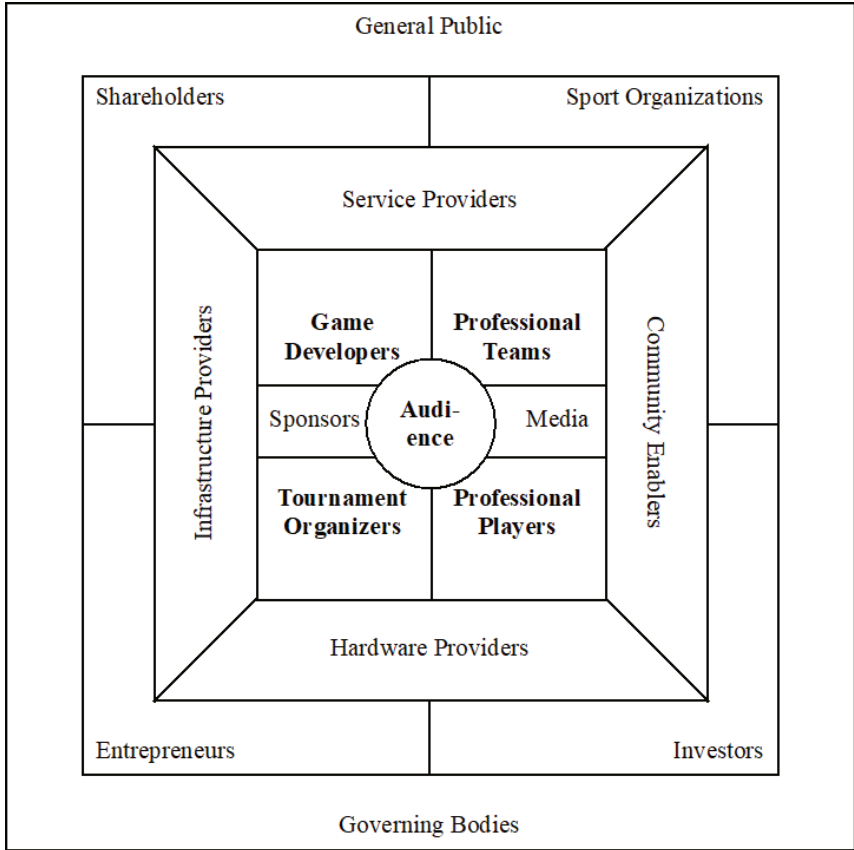 General Public
Shareholders
Sport Organizations
Service Providers
Infrastructure Providers
Community Enablers
Game
Developers
Professional
Teams
Sponsors
Audi-
ence
Media
Tournament
Organizers
Professional
Players
Hardware Providers
Entrepreneurs
Investors
Governing Bodies